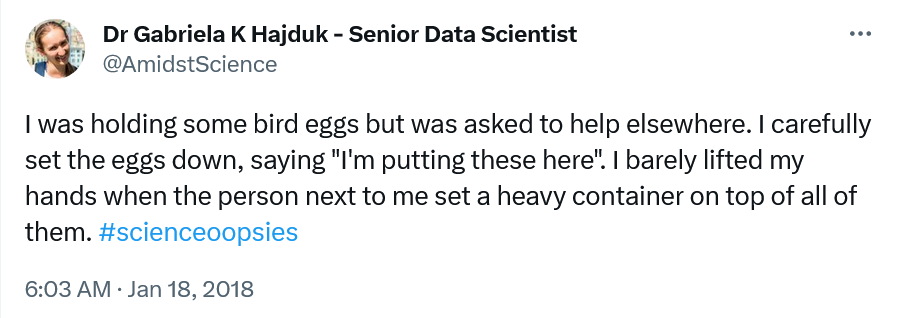 Dr Gabriela K Hajduk - Senior Data Scientist
@AmidstScience
I was holding some bird eggs but was asked to help elsewhere. I carefully
set the eggs down, saying "I'm putting these here". I barely lifted my
hands when the person next to me set a heavy container on top of all of
them. #scienceoopsies
6:03 AM · Jan 18, 2018